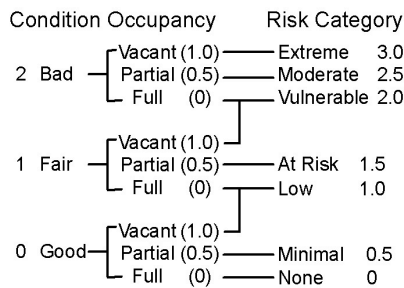 Condition Occupancy Risk Category
Vacant (1.0) Extreme 3.0
2 Bad Partial (0.5) Moderate 2.5
Full (0) Vulnerable 2.0
Vacant (1.0)
1 Fair Partial (0.5) At Risk 1.5
Full (0) Low 1.0
Vacant (1.0)
0 Good Partial (0.5) Minimal 0.5
Full (0) None 0